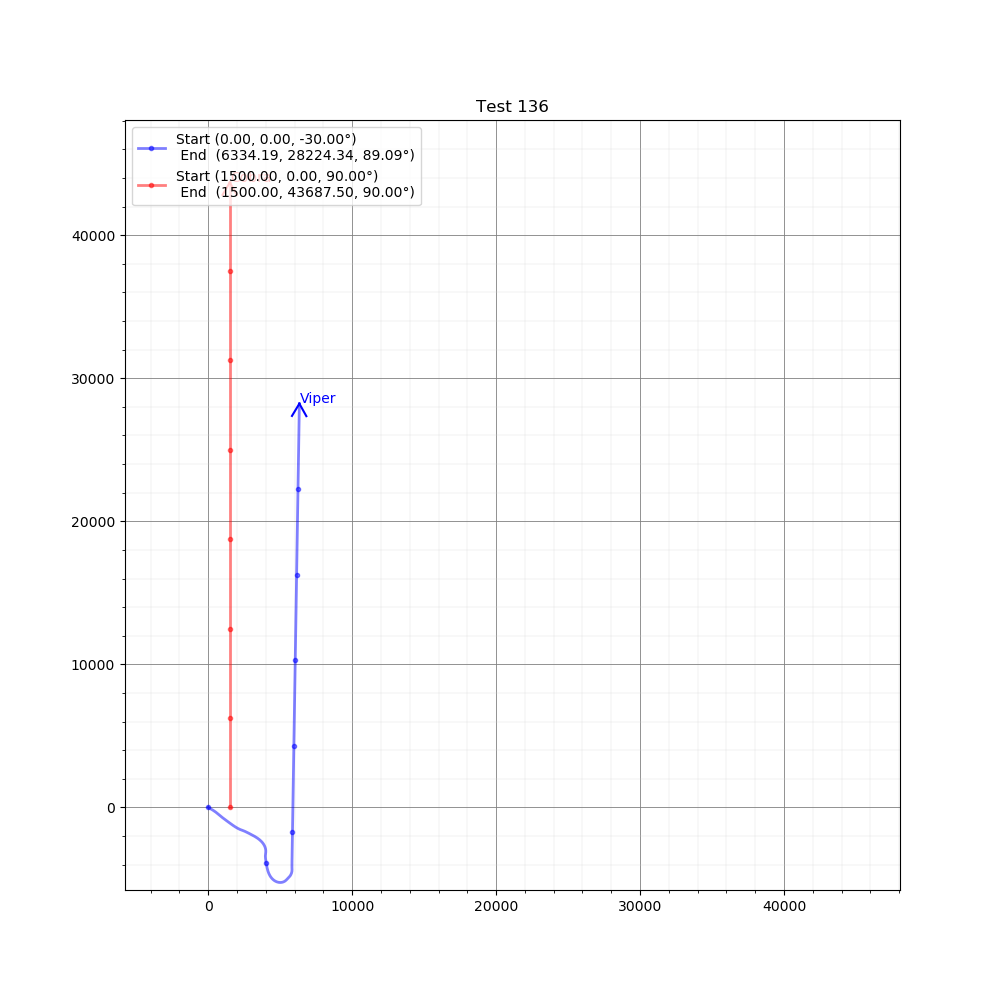 Test 136
Start (0.00, 0.00, -30.00°)
End (6334.19, 28224.34, 89.09°)
Start (1500.00, 0.00, 90.00°)
End (1500.00, 43687.50, 90.00°)
40000
30000
Viper
20000
10000
0
0 10000 20000 30000 40000